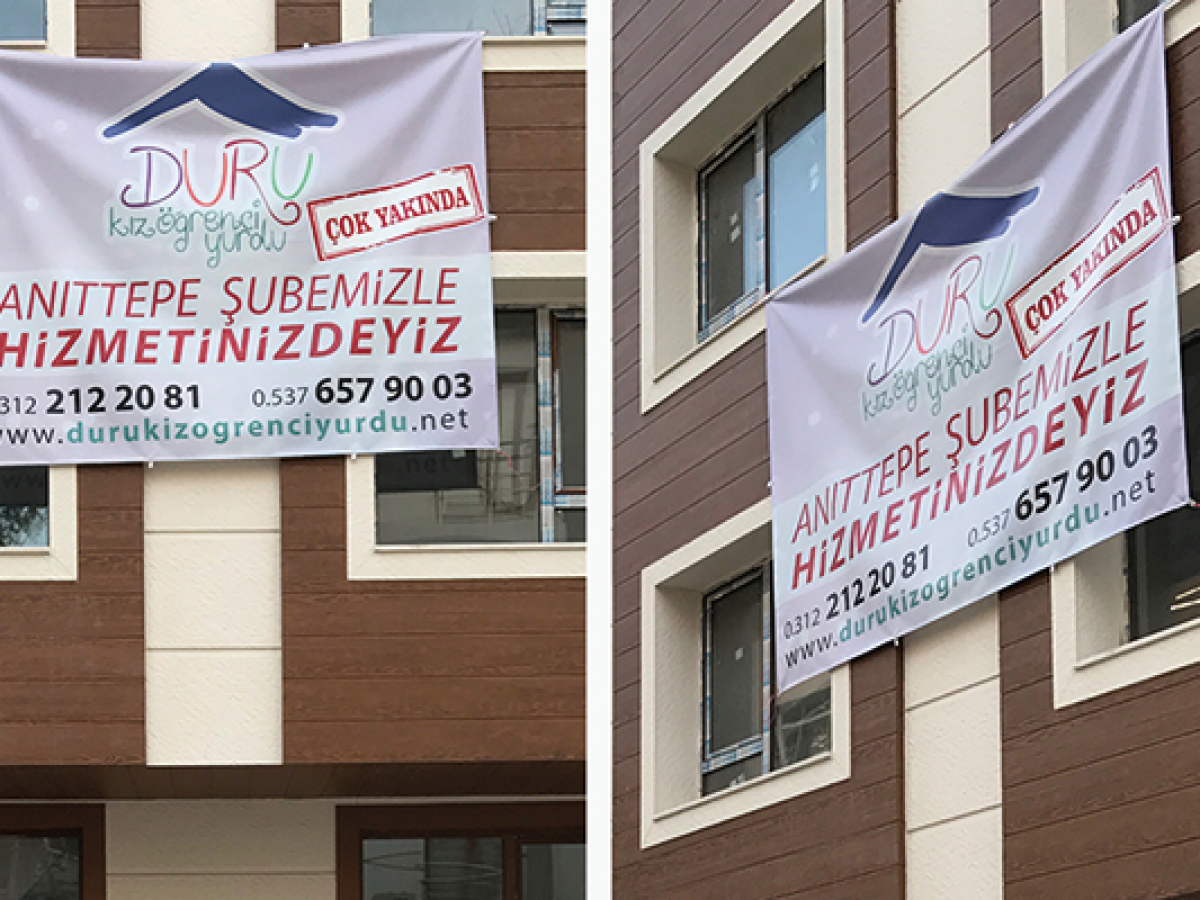 DURU
kız öğrenci
yurdu
ÇOK YAKINDA
ANITTEPE ŞUBEMİZLE
HİZMETİNİZDEYİZ
312 212 20 81 0.537 657 90 03
www.durukizogrenciyurdu.net
DURU
kız öğrenci
yurdu
ÇOK YAKINDA
ANITTEPE ŞUBEMİZLE
HİZMETİNİZDEYİZ
0.312 212 20 81 0.537 657 90 03
www.durukizogrenciyurdu.net